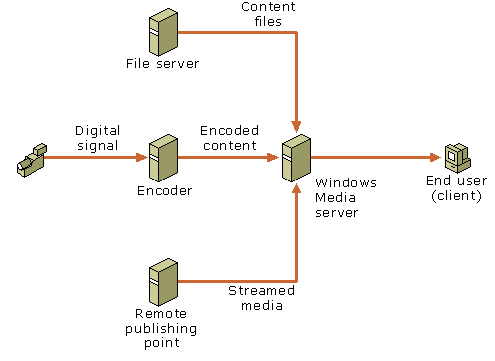 Content
files
File server
Digital
signal
Encoded
content
Encoder
Windows
Media
server
End user
(client)
Streamed
media
Remote
publishing
point